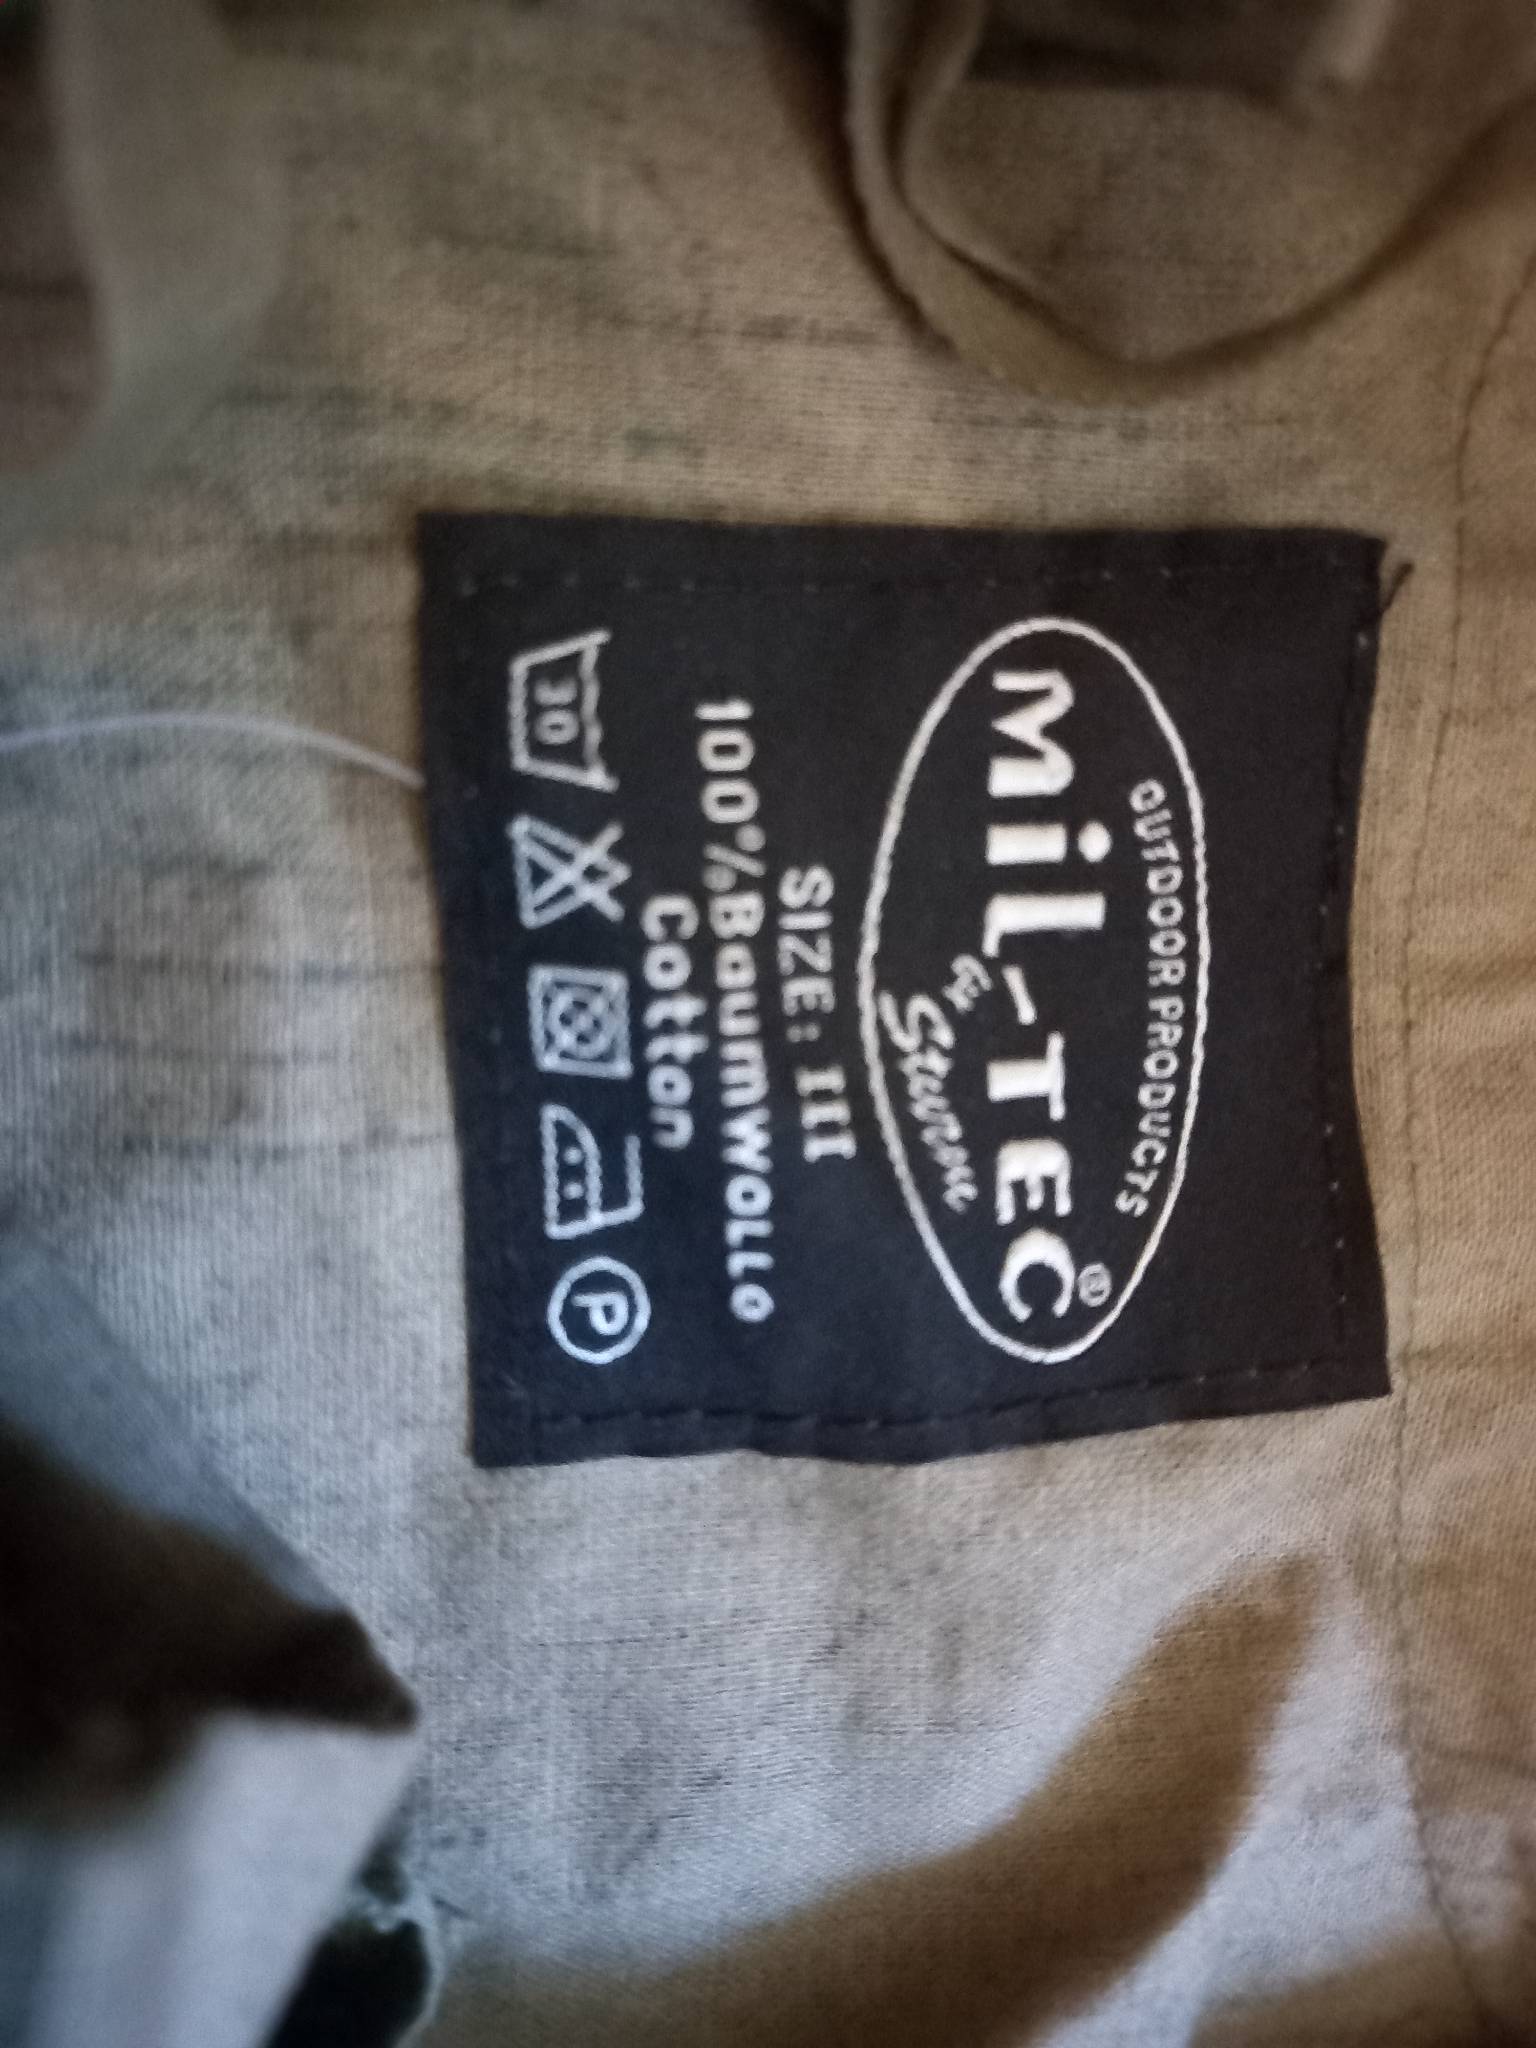 OUTDOOR PRODUCTS
MiL-TEC®
by Sturm
SIZE: III
100% Baumwolle
Cotton
30
P